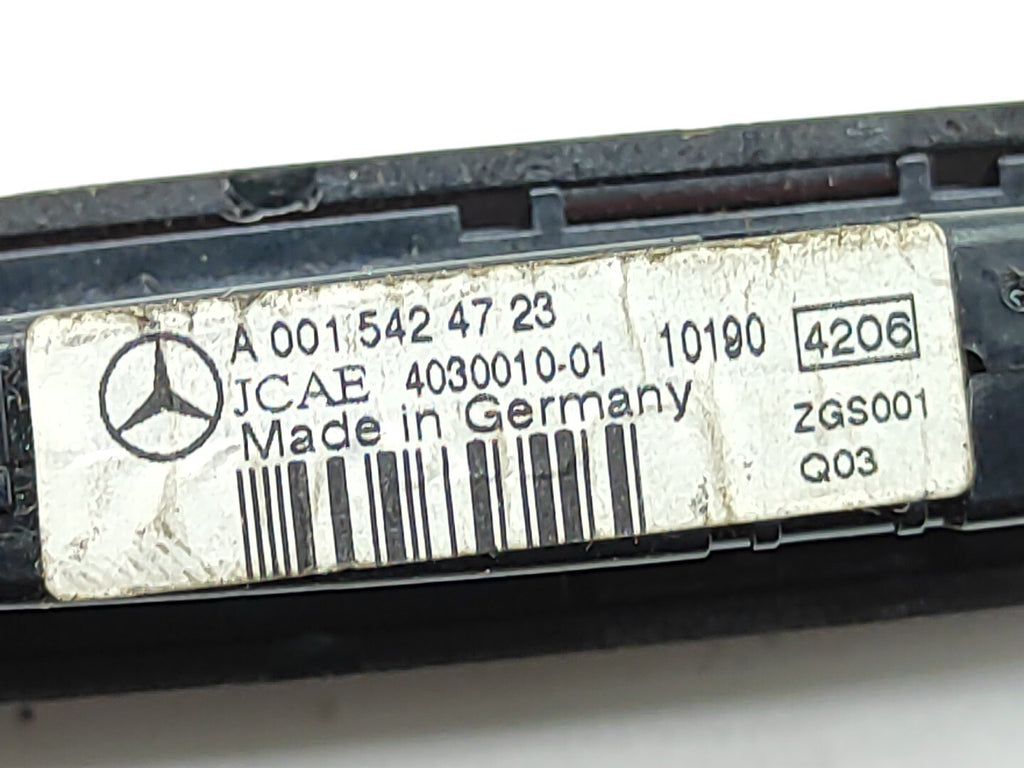 A 001 542 47 23 10190 4206
JCAE 4030010-01 ZGS001
Made in Germany Q03